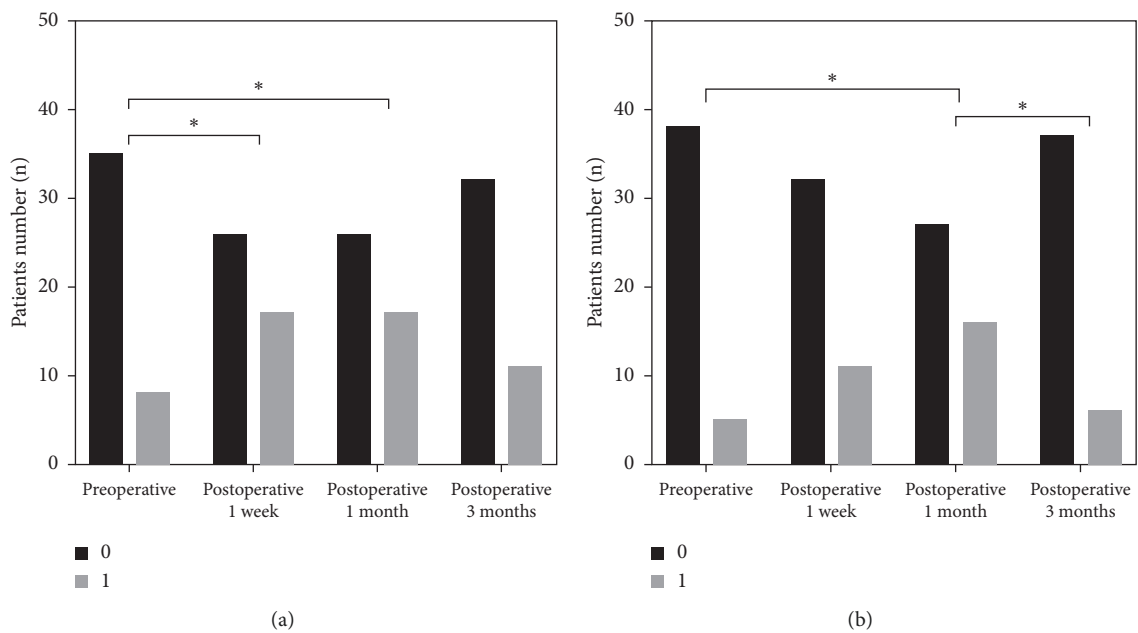 50
40
30
20
10
0
Patients number (n)
*
*
Preoperative
Postoperative
1 week
Postoperative
1 month
Postoperative
3 months
0
1
(a)
50
40
30
20
10
0
Patients number (n)
*
*
Preoperative
Postoperative
1 week
Postoperative
1 month
Postoperative
3 months
0
1
(b)